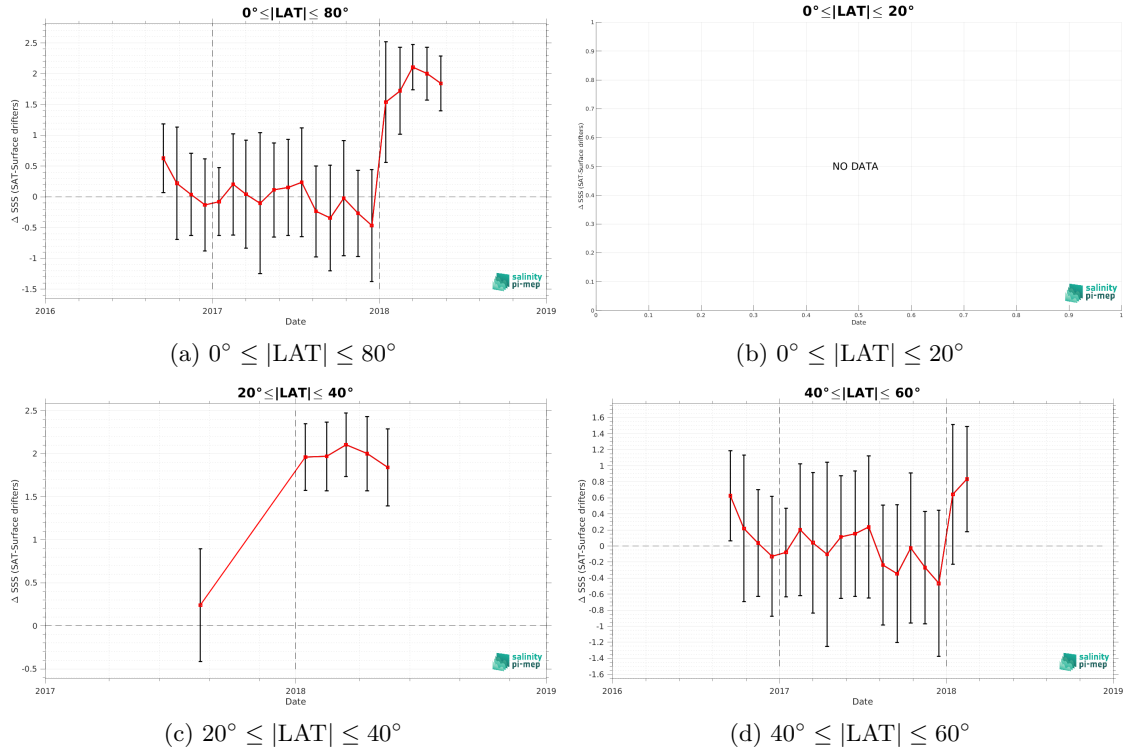 0°≤|LAT|≤ 80°
Δ SSS (SAT-Surface drifters)
2.5
2
1.5
1
0.5
0
-0.5
-1
-1.5
2016
2017
2018
2019
Date
salinity
pi-mep
(a) 0° ≤ |LAT| ≤ 80°
0°≤|LAT|≤ 20°
Δ SSS (SAT-Surface drifters)
1
0.9
0.8
0.7
0.6
0.5
0.4
0.3
0.2
0.1
0
NO DATA
0
0.1
0.2
0.3
0.4
0.5
0.6
0.7
0.8
0.9
1
Date
salinity
pi-mep
(b) 0° ≤ |LAT| ≤ 20°
20°≤|LAT|≤ 40°
Δ SSS (SAT-Surface drifters)
2.5
2
1.5
1
0.5
0
-0.5
2017
2018
2019
Date
salinity
pi-mep
(c) 20° ≤ |LAT| ≤ 40°
40°≤|LAT|≤ 60°
Δ SSS (SAT-Surface drifters)
1.6
1.4
1.2
1
0.8
0.6
0.4
0.2
0
-0.2
-0.4
-0.6
-0.8
-1
-1.2
-1.4
-1.6
2016
2017
2018
2019
Date
salinity
pi-mep
(d) 40° ≤ |LAT| ≤ 60°